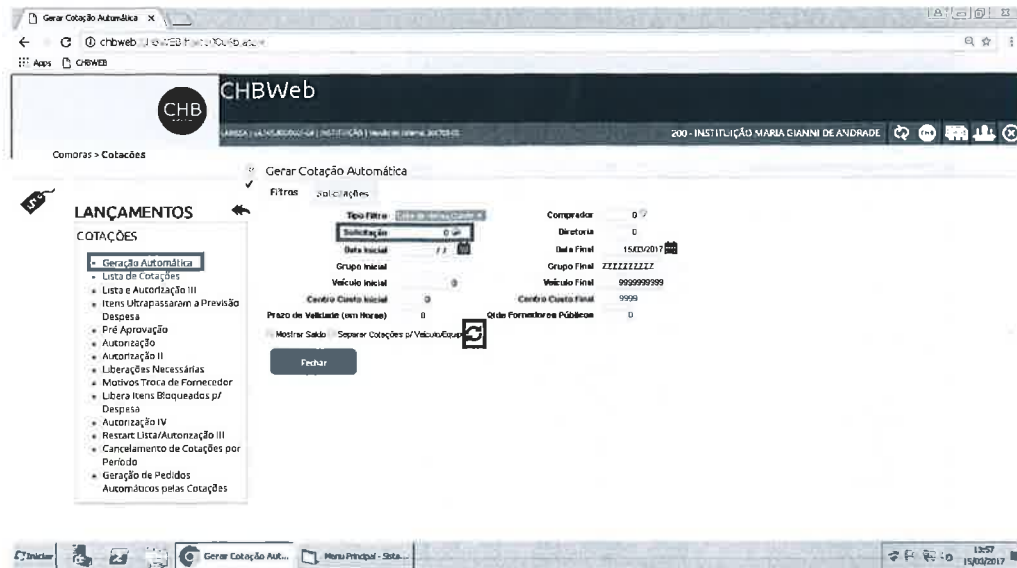 Gerar Cotação Automática
chbweb
Apps CHBWEB
CHB
CHBWeb
200 - INSTITUIÇÃO MARIA GIANNI DE ANDRADE
Compras > Cotações
Gerar Cotação Automática
Filtros Solicitações
LANÇAMENTOS
COTAÇÕES
Geração Automática
Lista de Cotações
Lista e Autorização III
Itens Ultrapassaram a Previsão
Despesa
Pré Aprovação
Autorização
Autorização II
Liberações Necessárias
Motivos Troca de Fornecedor
Libera Itens Bloqueados p/
Despesa
Autorização IV
Restart Lista/Autorização III
Cancelamento de Cotações por
Período
Geração de Pedidos
Automáticos pelas Cotações
Tipo Filtro Comprador 0
Solicitação 0 Diretoria 0
Data Inicial / / Data Final 15/03/2017
Grupo Inicial Grupo Final ZZZZZZZZZZ
Veículo Inicial 0 Veículo Final 9999999999
Centro Custo Inicial 0 Centro Custo Final 9999
Prazo de Validade (em Horas) 0 Qtde Fornecedores Públicos 0
Mostrar Saldo Separar Cotações p/ Veículo/Equip
Fechar
Iniciar Gerar Cotação Aut... Menu Principal - Siste... 13:57
15/03/2017